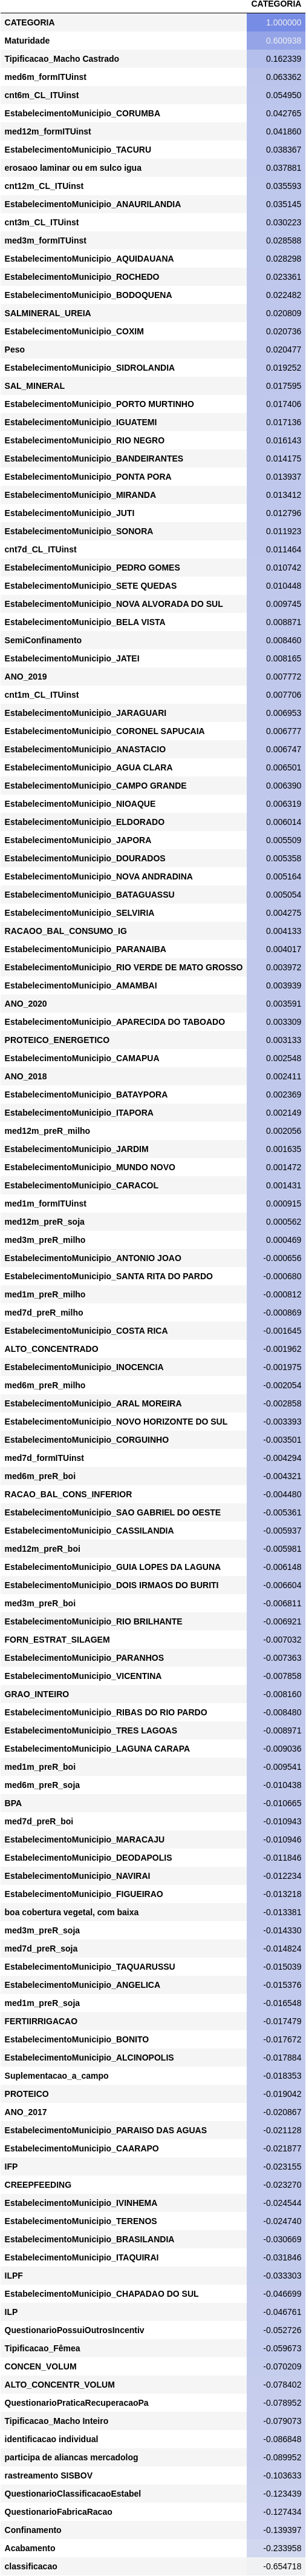 CATEGORIA
CATEGORIA 1.000000
Maturidade 0.600938
Tipificacao_Macho Castrado 0.162339
med6m_formITUinst 0.063362
cnt6m_CL_ITUinst 0.054950
EstabelecimentoMunicipio_CORUMBA 0.042765
med12m_formITUinst 0.041860
EstabelecimentoMunicipio_TACURU 0.038367
erosaoo laminar ou em sulco igua 0.037881
cnt12m_CL_ITUinst 0.035593
EstabelecimentoMunicipio_ANAURILANDIA 0.035145
cnt3m_CL_ITUinst 0.030223
med3m_formITUinst 0.028588
EstabelecimentoMunicipio_AQUIDAUANA 0.028298
EstabelecimentoMunicipio_ROCHEDO 0.023361
EstabelecimentoMunicipio_BODOQUENA 0.022482
SALMINERAL_UREIA 0.020809
EstabelecimentoMunicipio_COXIM 0.020736
Peso 0.020477
EstabelecimentoMunicipio_SIDROLANDIA 0.019252
SAL_MINERAL 0.017595
EstabelecimentoMunicipio_PORTO MURTINHO 0.017406
EstabelecimentoMunicipio_IGUATEMI 0.017136
EstabelecimentoMunicipio_RIO NEGRO 0.016143
EstabelecimentoMunicipio_BANDEIRANTES 0.014175
EstabelecimentoMunicipio_PONTA PORA 0.013937
EstabelecimentoMunicipio_MIRANDA 0.013412
EstabelecimentoMunicipio_JUTI 0.012796
EstabelecimentoMunicipio_SONORA 0.011923
cnt7d_CL_ITUinst 0.011464
EstabelecimentoMunicipio_PEDRO GOMES 0.010742
EstabelecimentoMunicipio_SETE QUEDAS 0.010448
EstabelecimentoMunicipio_NOVA ALVORADA DO SUL 0.009745
EstabelecimentoMunicipio_BELA VISTA 0.008871
SemiConfinamento 0.008460
EstabelecimentoMunicipio_JATEI 0.008165
ANO_2019 0.007772
cnt1m_CL_ITUinst 0.007706
EstabelecimentoMunicipio_JARAGUARI 0.006953
EstabelecimentoMunicipio_CORONEL SAPUCAIA 0.006777
EstabelecimentoMunicipio_ANASTACIO 0.006747
EstabelecimentoMunicipio_AGUA CLARA 0.006501
EstabelecimentoMunicipio_CAMPO GRANDE 0.006390
EstabelecimentoMunicipio_NIOAQUE 0.006319
EstabelecimentoMunicipio_ELDORADO 0.006014
EstabelecimentoMunicipio_JAPORA 0.005509
EstabelecimentoMunicipio_DOURADOS 0.005358
EstabelecimentoMunicipio_NOVA ANDRADINA 0.005164
EstabelecimentoMunicipio_BATAGUASSU 0.005054
EstabelecimentoMunicipio_SELVIRIA 0.004275
RACAOO_BAL_CONSUMO_IG 0.004133
EstabelecimentoMunicipio_PARANAIBA 0.004017
EstabelecimentoMunicipio_RIO VERDE DE MATO GROSSO 0.003972
EstabelecimentoMunicipio_AMAMBAI 0.003939
ANO_2020 0.003591
EstabelecimentoMunicipio_APARECIDA DO TABOADO 0.003309
PROTEICO_ENERGETICO 0.003133
EstabelecimentoMunicipio_CAMAPUA 0.002548
ANO_2018 0.002411
EstabelecimentoMunicipio_BATAYPORA 0.002369
EstabelecimentoMunicipio_ITAPORA 0.002149
med12m_preR_milho 0.002056
EstabelecimentoMunicipio_JARDIM 0.001635
EstabelecimentoMunicipio_MUNDO NOVO 0.001472
EstabelecimentoMunicipio_CARACOL 0.001431
med1m_formITUinst 0.000915
med12m_preR_soja 0.000562
med3m_preR_milho 0.000469
EstabelecimentoMunicipio_ANTONIO JOAO -0.000656
EstabelecimentoMunicipio_SANTA RITA DO PARDO -0.000680
med1m_preR_milho -0.000812
med7d_preR_milho -0.000869
EstabelecimentoMunicipio_COSTA RICA -0.001645
ALTO_CONCENTRADO -0.001962
EstabelecimentoMunicipio_INOCENCIA -0.001975
med6m_preR_milho -0.002054
EstabelecimentoMunicipio_ARAL MOREIRA -0.002858
EstabelecimentoMunicipio_NOVO HORIZONTE DO SUL -0.003393
EstabelecimentoMunicipio_CORGUINHO -0.003501
med7d_formITUinst -0.004294
med6m_preR_boi -0.004321
RACAO_BAL_CONS_INFERIOR -0.004480
EstabelecimentoMunicipio_SAO GABRIEL DO OESTE -0.005361
EstabelecimentoMunicipio_CASSILANDIA -0.005937
med12m_preR_boi -0.005981
EstabelecimentoMunicipio_GUIA LOPES DA LAGUNA -0.006148
EstabelecimentoMunicipio_DOIS IRMAOS DO BURITI -0.006604
med3m_preR_boi -0.006811
EstabelecimentoMunicipio_RIO BRILHANTE -0.006921
FORN_ESTRAT_SILAGEM -0.007032
EstabelecimentoMunicipio_PARANHOS -0.007363
EstabelecimentoMunicipio_VICENTINA -0.007858
GRAO_INTEIRO -0.008160
EstabelecimentoMunicipio_RIBAS DO RIO PARDO -0.008480
EstabelecimentoMunicipio_TRES LAGOAS -0.008971
EstabelecimentoMunicipio_LAGUNA CARAPA -0.009036
med1m_preR_boi -0.009541
med6m_preR_soja -0.010438
BPA -0.010665
med7d_preR_boi -0.010943
EstabelecimentoMunicipio_MARACAJU -0.010946
EstabelecimentoMunicipio_DEODAPOLIS -0.011846
EstabelecimentoMunicipio_NAVIRAI -0.012234
EstabelecimentoMunicipio_FIGUEIRAO -0.013218
boa cobertura vegetal, com baixa -0.013381
med3m_preR_soja -0.014330
med7d_preR_soja -0.014824
EstabelecimentoMunicipio_TAQUARUSSU -0.015039
EstabelecimentoMunicipio_ANGELICA -0.015376
med1m_preR_soja -0.016548
FERTIIRRIGACAO -0.017479
EstabelecimentoMunicipio_BONITO -0.017672
EstabelecimentoMunicipio_ALCINOPOLIS -0.017884
Suplementacao_a_campo -0.018353
PROTEICO -0.019042
ANO_2017 -0.020867
EstabelecimentoMunicipio_PARAISO DAS AGUAS -0.021128
EstabelecimentoMunicipio_CAARAPO -0.021877
IFP -0.023155
CREEPFEEDING -0.023270
EstabelecimentoMunicipio_IVINHEMA -0.024544
EstabelecimentoMunicipio_TERENOS -0.024740
EstabelecimentoMunicipio_BRASILANDIA -0.030669
EstabelecimentoMunicipio_ITAQUIRAI -0.031846
ILPF -0.033303
EstabelecimentoMunicipio_CHAPADAO DO SUL -0.046699
ILP -0.046761
QuestionarioPossuiOutrosIncentiv -0.052726
Tipificacao_Fêmea -0.059673
CONCEN_VOLUM -0.070209
ALTO_CONCENTR_VOLUM -0.078402
QuestionarioPraticaRecuperacaoPa -0.078952
Tipificacao_Macho Inteiro -0.079073
identificacao individual -0.086848
participa de aliancas mercadolog -0.089952
rastreamento SISBOV -0.103633
QuestionarioClassificacaoEstabel -0.123439
QuestionarioFabricaRacao -0.127434
Confinamento -0.139397
Acabamento -0.233958
classificacao -0.654718